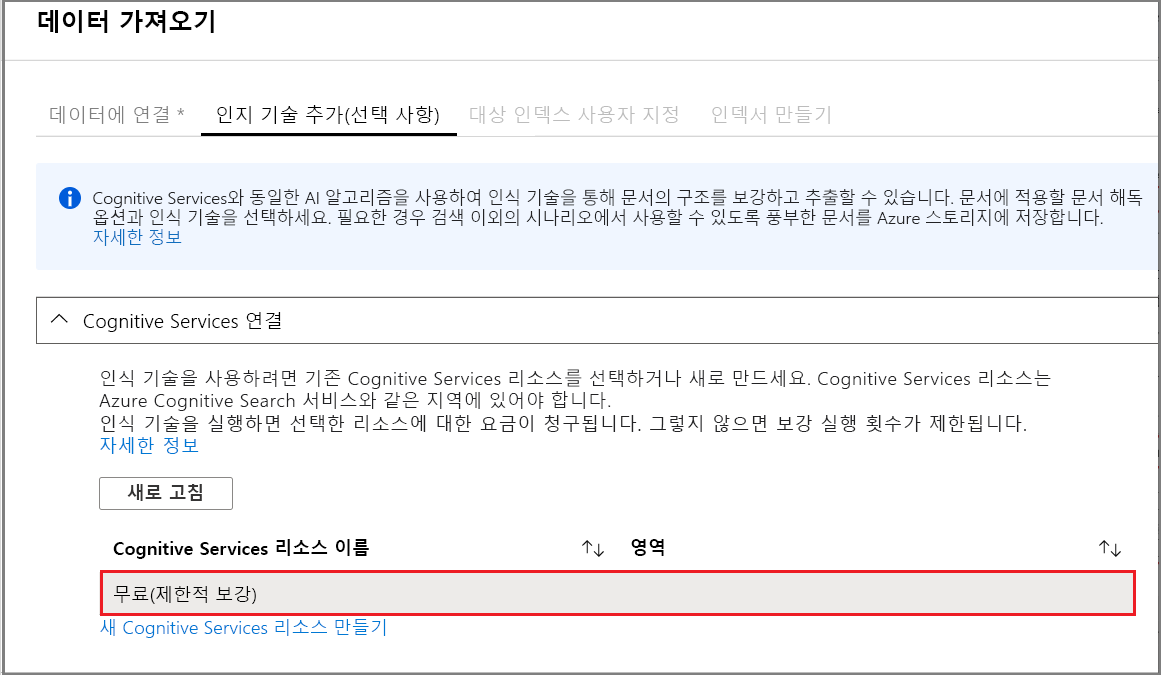 데이터 가져오기
데이터에 연결 * 인지 기술 추가(선택 사항) 대상 인덱스 사용자 지정 인덱서 만들기
Cognitive Services와 동일한 AI 알고리즘을 사용하여 인식 기술을 통해 문서의 구조를 보강하고 추출할 수 있습니다. 문서에 적용할 문서 해독
옵션과 인식 기술을 선택하세요. 필요한 경우 검색 이외의 시나리오에서 사용할 수 있도록 풍부한 문서를 Azure 스토리지에 저장합니다.
자세한 정보
Cognitive Services 연결
인식 기술을 사용하려면 기존 Cognitive Services 리소스를 선택하거나 새로 만드세요. Cognitive Services 리소스는
Azure Cognitive Search 서비스와 같은 지역에 있어야 합니다.
인식 기술을 실행하면 선택한 리소스에 대한 요금이 청구됩니다. 그렇지 않으면 보강 실행 횟수가 제한됩니다.
자세한 정보
새로 고침
Cognitive Services 리소스 이름 영역
무료(제한적 보강)
새 Cognitive Services 리소스 만들기